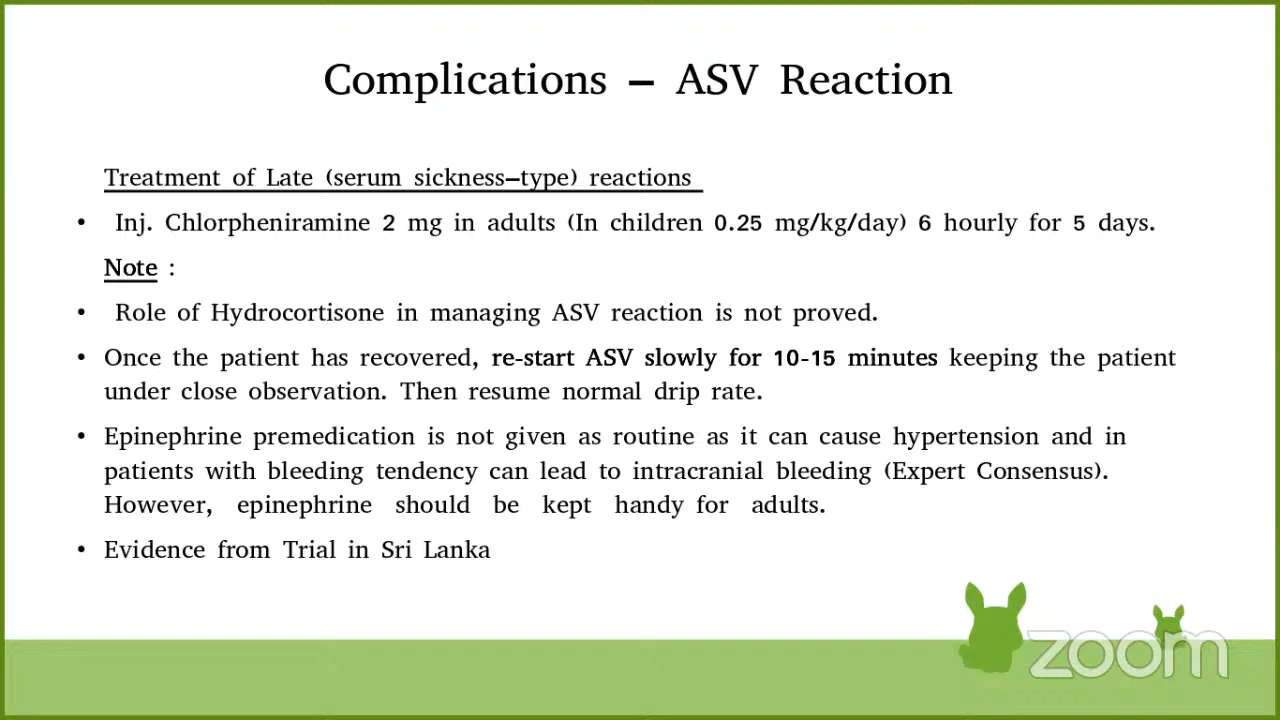 Complications – ASV Reaction
Treatment of Late (serum sickness–type) reactions
• Inj. Chlorpheniramine 2 mg in adults (In children 0.25 mg/kg/day) 6 hourly for 5 days.
Note :
• Role of Hydrocortisone in managing ASV reaction is not proved.
• Once the patient has recovered, re-start ASV slowly for 10-15 minutes keeping the patient
under close observation. Then resume normal drip rate.
• Epinephrine premedication is not given as routine as it can cause hypertension and in
patients with bleeding tendency can lead to intracranial bleeding (Expert Consensus).
However, epinephrine should be kept handy for adults.
• Evidence from Trial in Sri Lanka
zoom